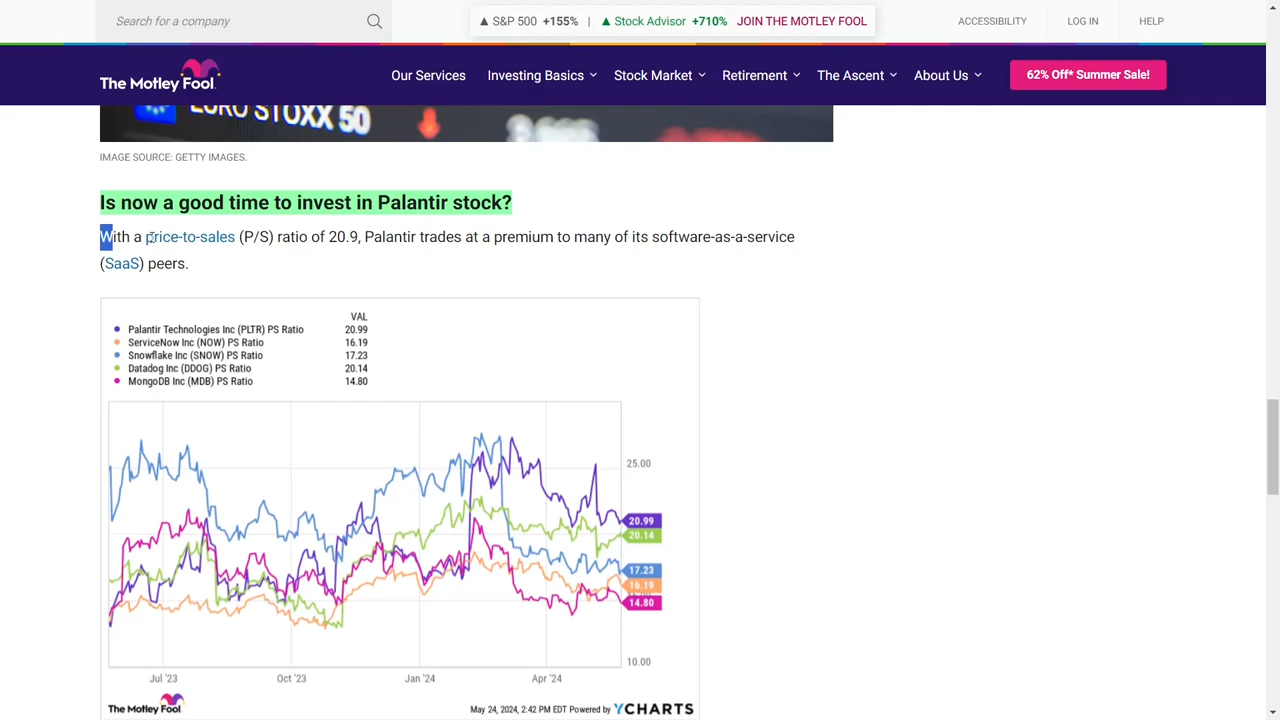 Search for a company
▲ S&P 500 +155% | ▲ Stock Advisor +710% JOIN THE MOTLEY FOOL
ACCESSIBILITY
LOG IN
HELP
The Motley Fool
Our Services
Investing Basics
Stock Market
Retirement
The Ascent
About Us
62% Off* Summer Sale!
EURO STOXX 50
IMAGE SOURCE: GETTY IMAGES.
Is now a good time to invest in Palantir stock?
With a price-to-sales (P/S) ratio of 20.9, Palantir trades at a premium to many of its software-as-a-service
(SaaS) peers.
VAL
Palantir Technologies Inc (PLTR) PS Ratio 20.99
ServiceNow Inc (NOW) PS Ratio 16.19
Snowflake Inc (SNOW) PS Ratio 17.23
Datadog Inc (DDOG) PS Ratio 20.14
MongoDB Inc (MDB) PS Ratio 14.80
25.00
20.99
20.14
17.23
16.19
14.80
10.00
Jul '23
Oct '23
Jan '24
Apr '24
The Motley Fool
May 24, 2024, 2:42 PM EDT Powered by YCHARTS